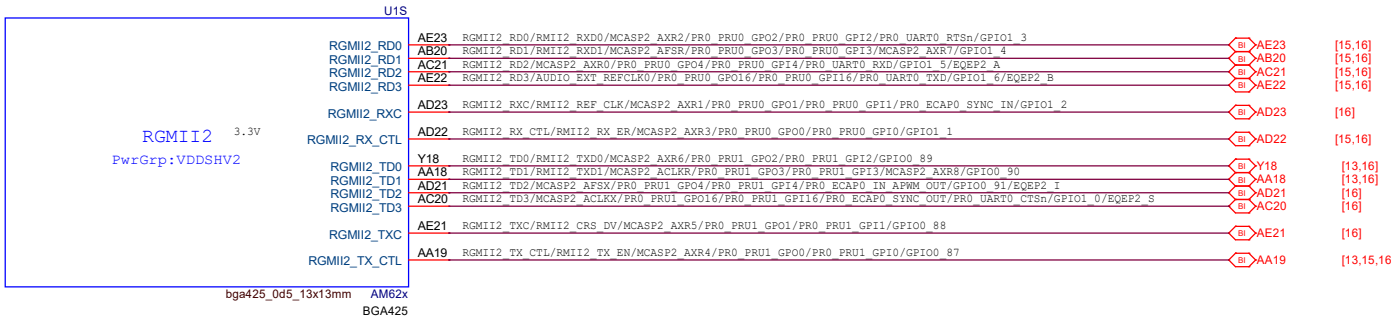 U1S
RGMII2_RD0 AE23 RGMII2_RD0/RMII2_RXD0/MCASP2_AXR2/PR0_PRU0_GPO2/PR0_PRU0_GPI2/PR0_UART0_RTSn/GPIO1_3 BI AE23 [15,16]
RGMII2_RD1 AB20 RGMII2_RD1/RMII2_RXD1/MCASP2_AFSR/PR0_PRU0_GPO3/PR0_PRU0_GPI3/MCASP2_AXR7/GPIO1_4 BI AB20 [15,16]
RGMII2_RD2 AC21 RGMII2_RD2/MCASP2_AXR0/PR0_PRU0_GPO4/PR0_PRU0_GPI4/PR0_UART0_RXD/GPIO1_5/EQEP2_A BI AC21 [15,16]
RGMII2_RD3 AE22 RGMII2_RD3/AUDIO_EXT_REFCLK0/PR0_PRU0_GPO16/PR0_PRU0_GPI16/PR0_UART0_TXD/GPIO1_6/EQEP2_B BI AE22 [15,16]
RGMII2_RXC AD23 RGMII2_RXC/RMII2_REF_CLK/MCASP2_AXR1/PR0_PRU0_GPO1/PR0_PRU0_GPI1/PR0_ECAP0_SYNC_IN/GPIO1_2 BI AD23 [16]
RGMII2 3.3V
RGMII2_RX_CTL AD22 RGMII2_RX_CTL/RMII2_RX_ER/MCASP2_AXR3/PR0_PRU0_GPO0/PR0_PRU0_GPI0/GPIO1_1 BI AD22 [15,16]
PwrGrp:VDDSHV2
RGMII2_TD0 Y18 RGMII2_TD0/RMII2_TXD0/MCASP2_AXR6/PR0_PRU1_GPO2/PR0_PRU1_GPI2/GPIO0_89 BI Y18 [13,16]
RGMII2_TD1 AA18 RGMII2_TD1/RMII2_TXD1/MCASP2_ACLKR/PR0_PRU1_GPO3/PR0_PRU1_GPI3/MCASP2_AXR8/GPIO0_90 BI AA18 [13,16]
RGMII2_TD2 AD21 RGMII2_TD2/MCASP2_AFSX/PR0_PRU1_GPO4/PR0_PRU1_GPI4/PR0_ECAP0_IN_APWM_OUT/GPIO0_91/EQEP2_I BI AD21 [16]
RGMII2_TD3 AC20 RGMII2_TD3/MCASP2_ACLKX/PR0_PRU1_GPO16/PR0_PRU1_GPI16/PR0_ECAP0_SYNC_OUT/PR0_UART0_CTSn/GPIO1_0/EQEP2_S BI AC20 [16]
RGMII2_TXC AE21 RGMII2_TXC/RMII2_CRS_DV/MCASP2_AXR5/PR0_PRU1_GPO1/PR0_PRU1_GPI1/GPIO0_88 BI AE21 [16]
RGMII2_TX_CTL AA19 RGMII2_TX_CTL/RMII2_TX_EN/MCASP2_AXR4/PR0_PRU1_GPO0/PR0_PRU1_GPI0/GPIO0_87 BI AA19 [13,15,16
bga425_0d5_13x13mm AM62x
BGA425